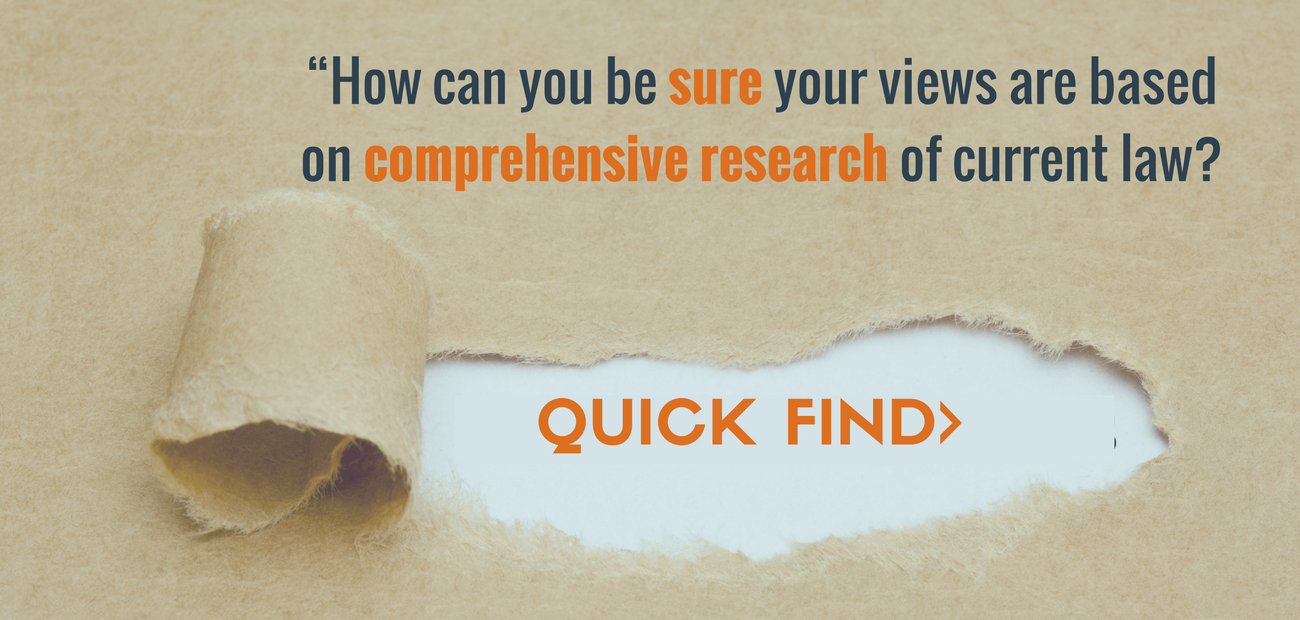 “How can you be sure your views are based
on comprehensive research of current law?
QUICK FIND>